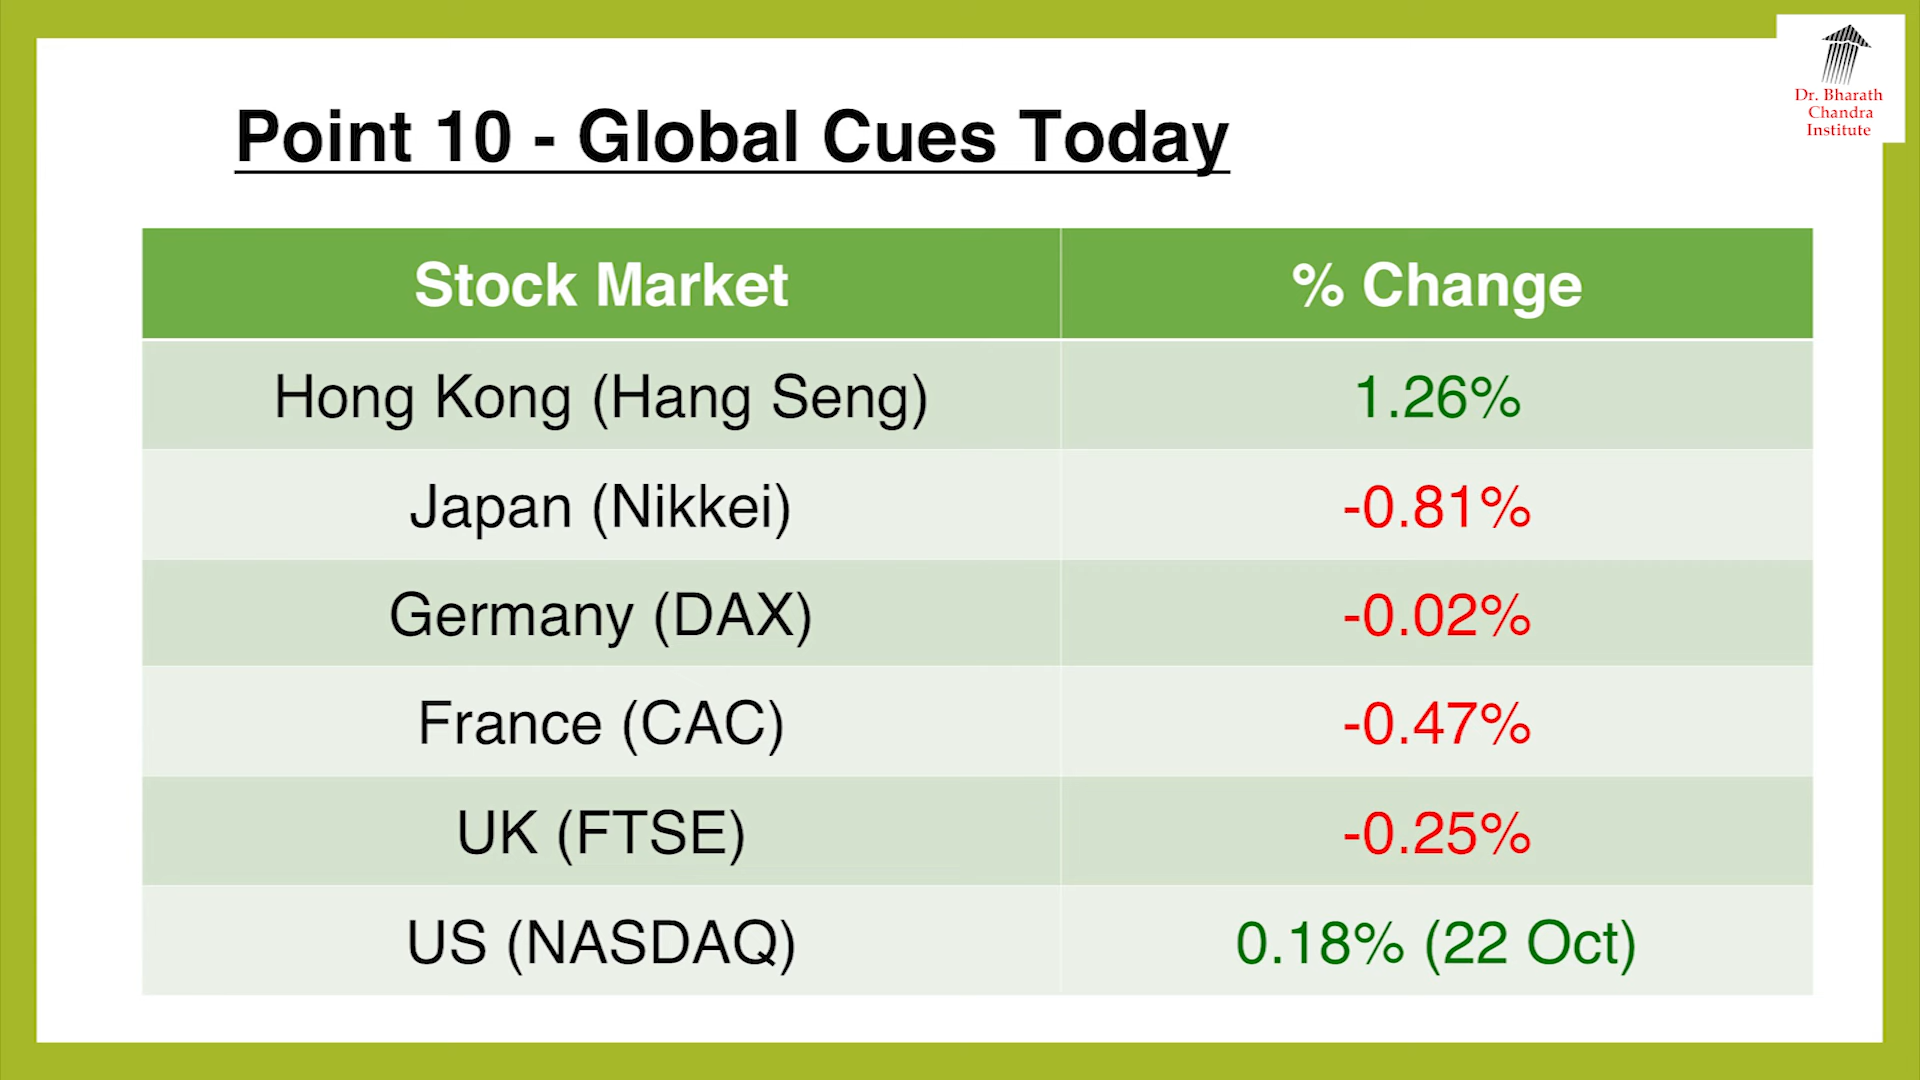 Dr. Bharath
Chandra
Institute
Point 10 - Global Cues Today
Stock Market % Change
Hong Kong (Hang Seng) 1.26%
Japan (Nikkei) -0.81%
Germany (DAX) -0.02%
France (CAC) -0.47%
UK (FTSE) -0.25%
US (NASDAQ) 0.18% (22 Oct)